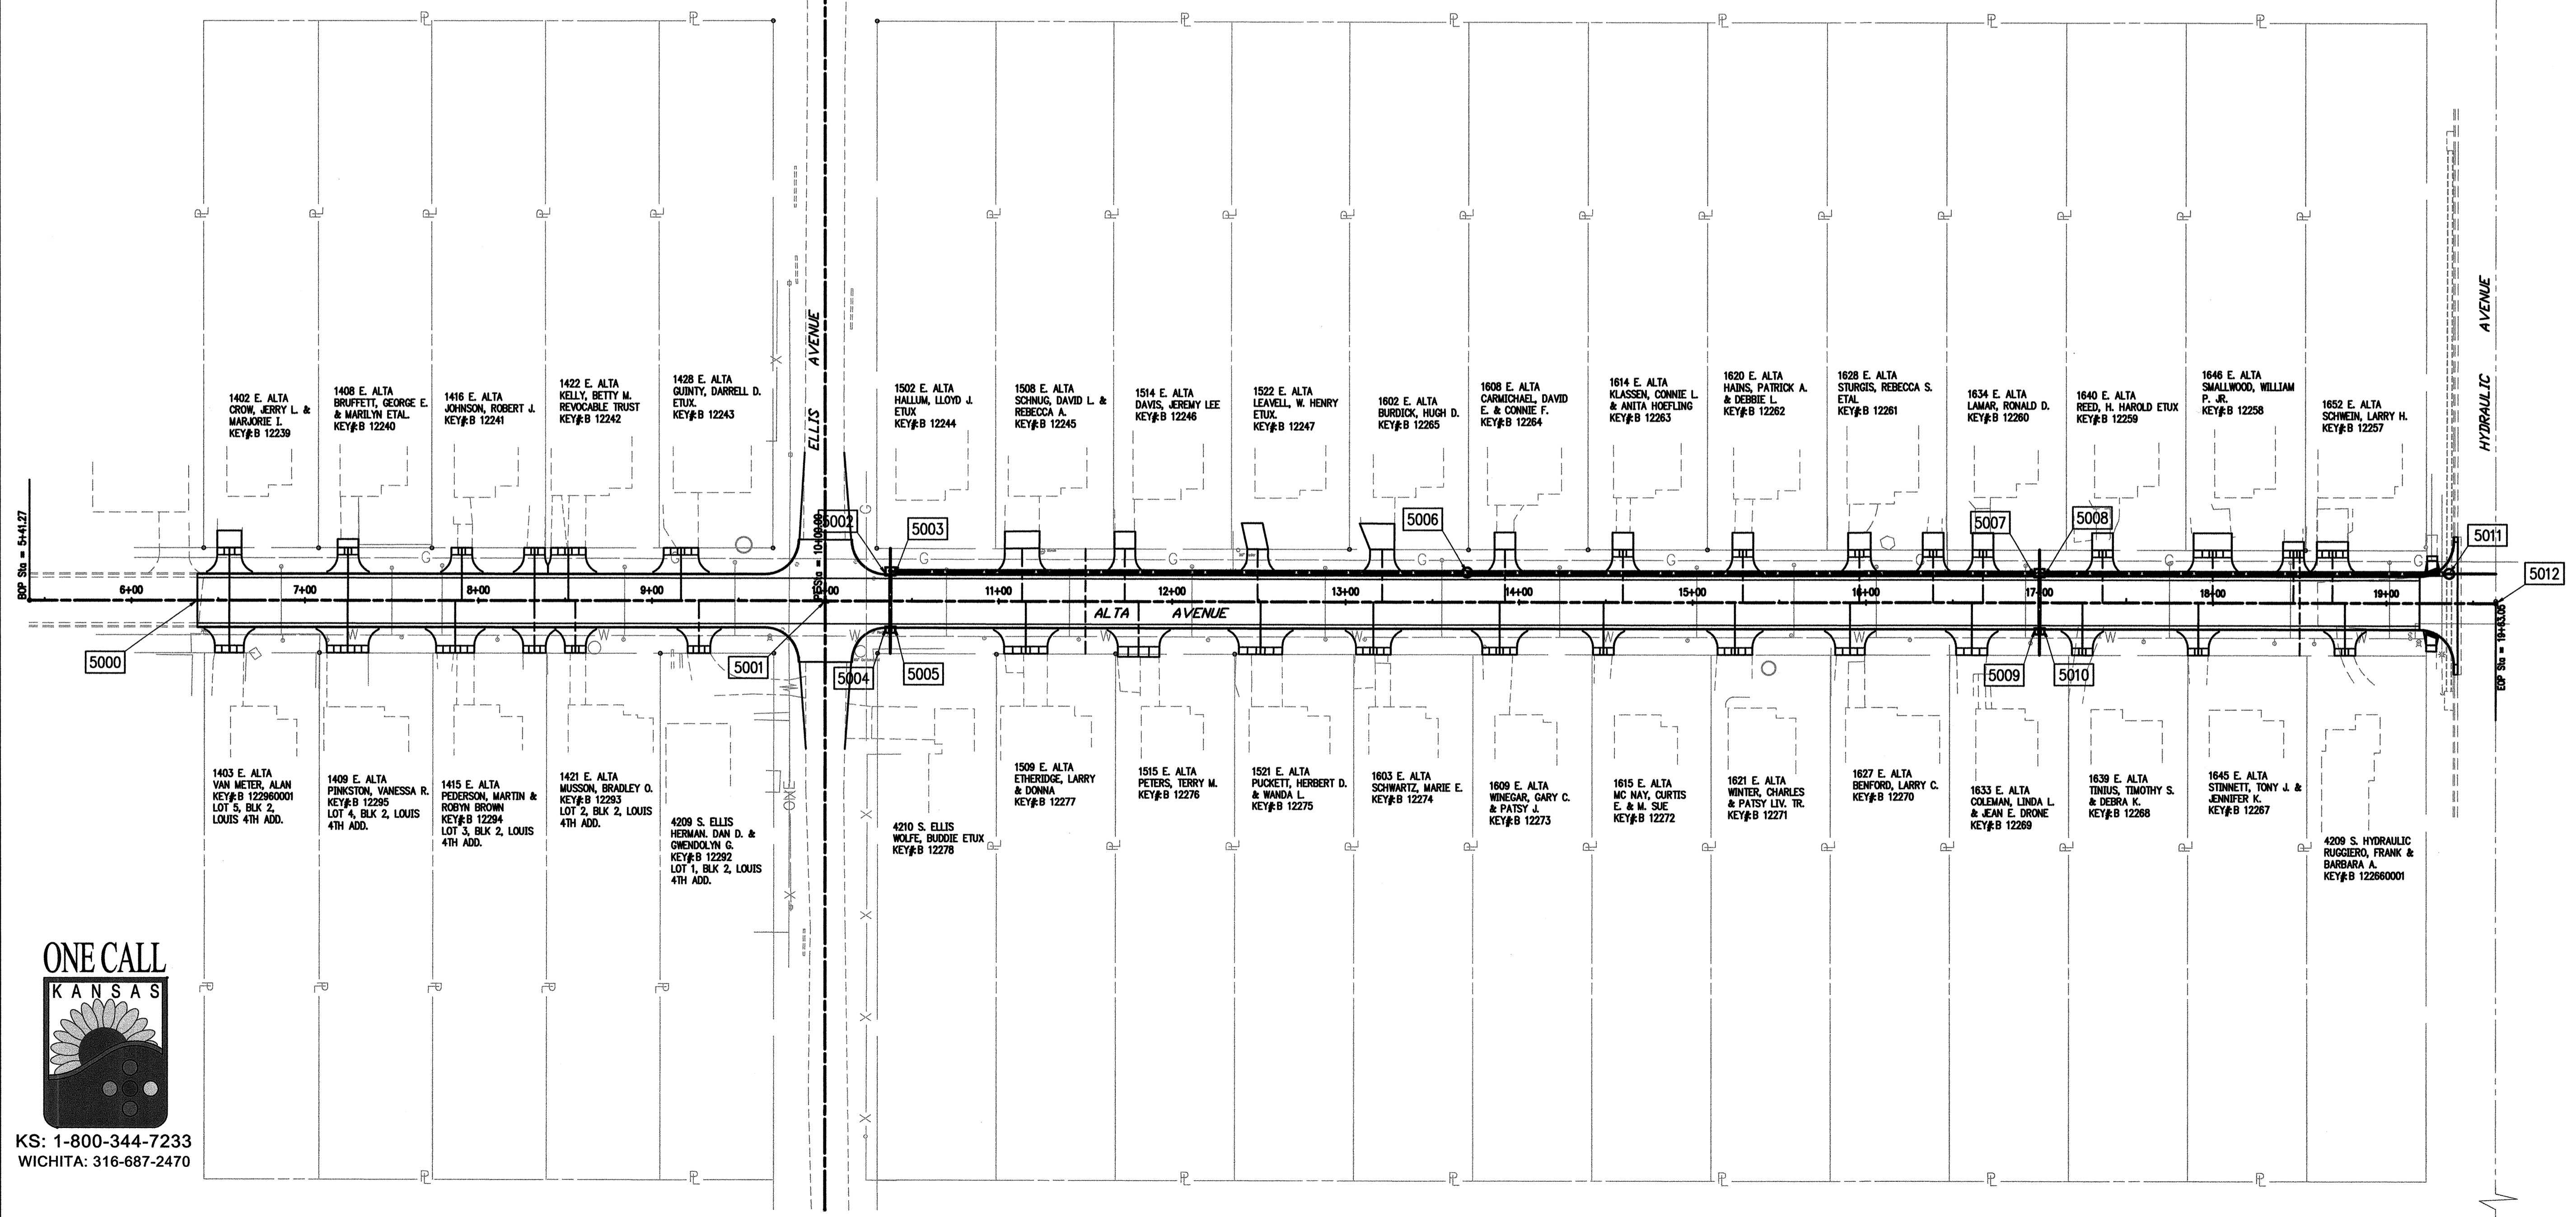 ELLIS AVENUE
HYDRAULIC AVENUE
1402 E. ALTA
CROW, JERRY L. &
MARJORIE I.
KEY#:B 12239
1408 E. ALTA
BRUFFETT, GEORGE E.
& MARILYN ETAL
KEY#:B 12240
1416 E. ALTA
JOHNSON, ROBERT J.
KEY#:B 12241
1422 E. ALTA
KELLY, BETTY M.
REVOCABLE TRUST
KEY#:B 12242
1428 E. ALTA
GUINTY, DARRELL D.
ETUX.
KEY#:B 12243
1502 E. ALTA
HALLUM, LLOYD J.
ETUX
KEY#:B 12244
1508 E. ALTA
SCHNUG, DAVID L. &
REBECCA A.
KEY#:B 12245
1514 E. ALTA
DAVIS, JEREMY LEE
KEY#:B 12246
1522 E. ALTA
LEAVELL, W. HENRY
ETUX.
KEY#:B 12247
1602 E. ALTA
BURDICK, HUGH D.
KEY#:B 12265
1608 E. ALTA
CARMICHAEL, DAVID
E. & CONNIE F.
KEY#:B 12264
1614 E. ALTA
KLASSEN, CONNIE L.
& ANITA HOEFLING
KEY#:B 12263
1620 E. ALTA
HAINS, PATRICK A.
& DEBBIE L.
KEY#:B 12262
1628 E. ALTA
STURGIS, REBECCA S.
ETAL
KEY#:B 12261
1634 E. ALTA
LAMAR, RONALD D.
KEY#:B 12260
1640 E. ALTA
REED, H. HAROLD ETUX
KEY#:B 12259
1646 E. ALTA
SMALLWOOD, WILLIAM
P. JR.
KEY#:B 12258
1652 E. ALTA
SCHWEIN, LARRY H.
KEY#:B 12257
BOP Sta = 5+41.27
5002
5003
5006
5007
5008
5011
5012
6+00
7+00
8+00
9+00
11+00
12+00
13+00
14+00
15+00
16+00
17+00
18+00
19+00
ALTA AVENUE
EOP Sta = 19+63.05
5000
5001
5004
5005
5009
5010
1403 E. ALTA
VAN METER, ALAN
KEY#:B 122960001
LOT 5, BLK 2,
LOUIS 4TH ADD.
1409 E. ALTA
PINKSTON, VANESSA R.
KEY#:B 12295
LOT 4, BLK 2, LOUIS
4TH ADD.
1415 E. ALTA
PEDERSON, MARTIN &
ROBYN BROWN
KEY#:B 12294
LOT 3, BLK 2, LOUIS
4TH ADD.
1421 E. ALTA
MUSSON, BRADLEY O.
KEY#:B 12293
LOT 2, BLK 2, LOUIS
4TH ADD.
4209 S. ELLIS
HERMAN. DAN D. &
GWENDOLYN G.
KEY#:B 12292
LOT 1, BLK 2, LOUIS
4TH ADD.
4210 S. ELLIS
WOLFE, BUDDIE ETUX
KEY#:B 12278
1509 E. ALTA
ETHERIDGE, LARRY
& DONNA
KEY#:B 12277
1515 E. ALTA
PETERS, TERRY M.
KEY#:B 12276
1521 E. ALTA
PUCKETT, HERBERT D.
& WANDA L.
KEY#:B 12275
1603 E. ALTA
SCHWARTZ, MARIE E.
KEY#:B 12274
1609 E. ALTA
WINEGAR, GARY C.
& PATSY J.
KEY#:B 12273
1615 E. ALTA
MC NAY, CURTIS
E. & M. SUE
KEY#:B 12272
1621 E. ALTA
WINTER, CHARLES
& PATSY LIV. TR.
KEY#:B 12271
1627 E. ALTA
BENFORD, LARRY C.
KEY#:B 12270
1633 E. ALTA
COLEMAN, LINDA L.
& JEAN E. DRONE
KEY#:B 12269
1639 E. ALTA
TINIUS, TIMOTHY S.
& DEBRA K.
KEY#:B 12268
1645 E. ALTA
STINNETT, TONY J. &
JENNIFER K.
KEY#:B 12267
4209 S. HYDRAULIC
RUGGIERO, FRANK &
BARBARA A.
KEY#:B 122660001
ONE CALL
KANSAS
KS: 1-800-344-7233
WICHITA: 316-687-2470